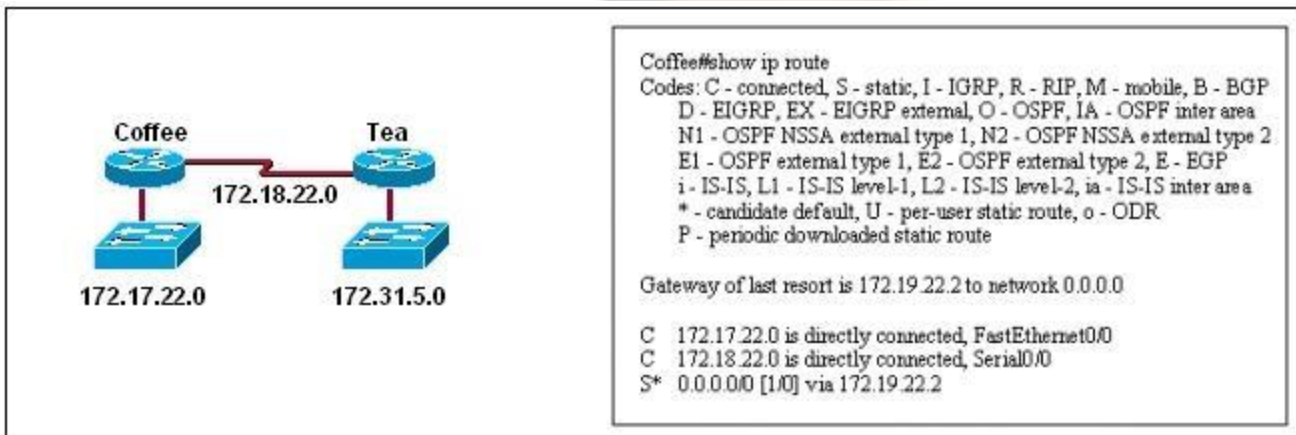 Coffee
Tea
172.18.22.0
172.17.22.0
172.31.5.0
Coffee#show ip route
Codes: C - connected, S - static, I - IGRP, R - RIP, M - mobile, B - BGP
D - EIGRP, EX - EIGRP external, O - OSPF, IA - OSPF inter area
N1 - OSPF NSSA external type 1, N2 - OSPF NSSA external type 2
E1 - OSPF external type 1, E2 - OSPF external type 2, E - EGP
i - IS-IS, L1 - IS-IS level-1, L2 - IS-IS level-2, ia - IS-IS inter area
* - candidate default, U - per-user static route, o - ODR
P - periodic downloaded static route
Gateway of last resort is 172.19.22.2 to network 0.0.0.0
C 172.17.22.0 is directly connected, FastEthernet0/0
C 172.18.22.0 is directly connected, Serial0/0
S* 0.0.0.0/0 [1/0] via 172.19.22.2